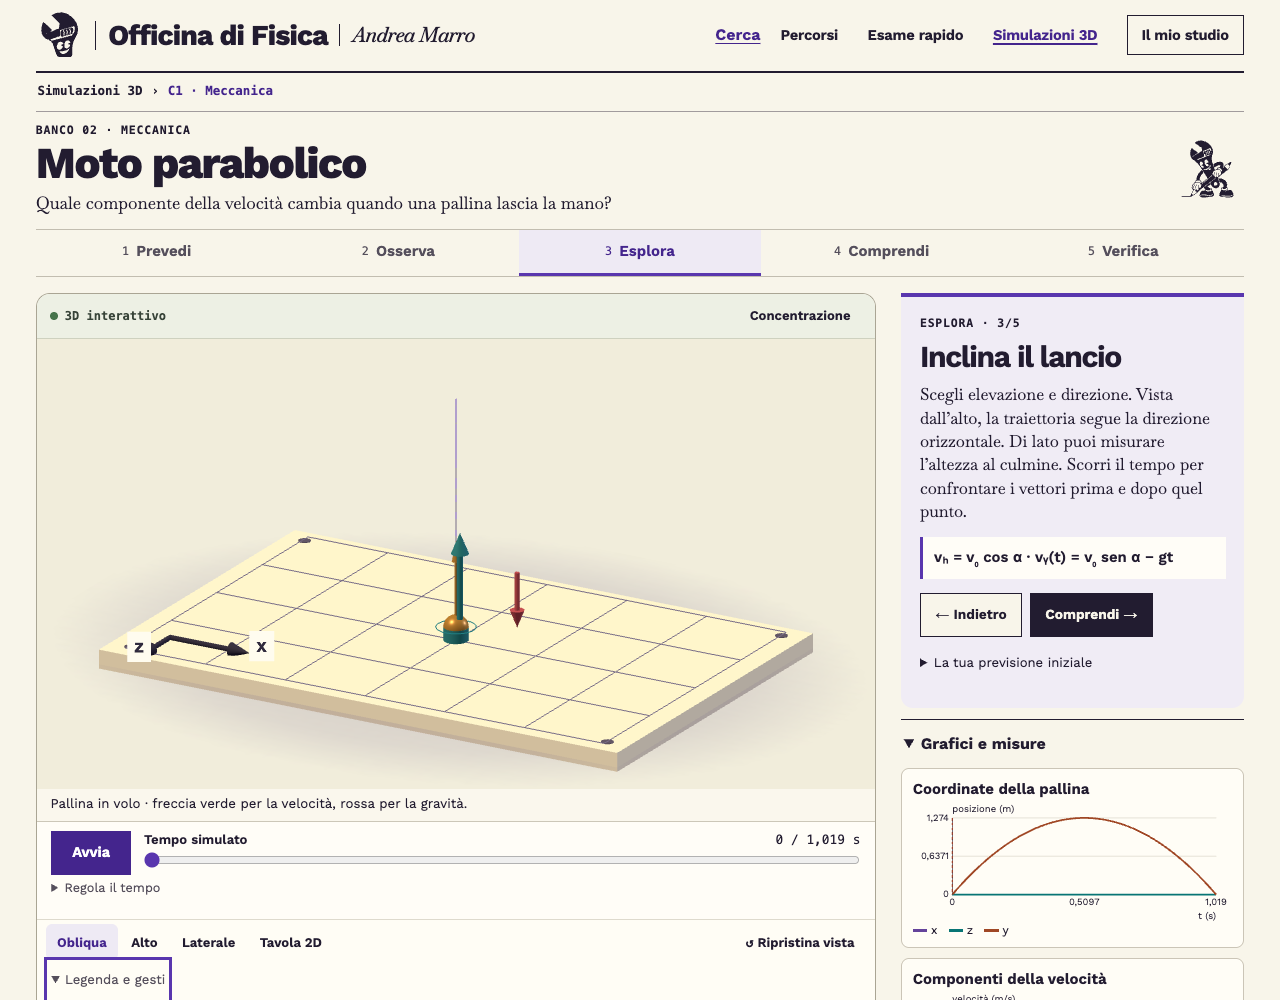 Officina di Fisica
Andrea Marro
Cerca
Percorsi
Esame rapido
Simulazioni 3D
Il mio studio
Simulazioni 3D › C1 · Meccanica
BANCO 02 · MECCANICA
Moto parabolico
Quale componente della velocità cambia quando una pallina lascia la mano?
1 Prevedi
2 Osserva
3 Esplora
4 Comprendi
5 Verifica
3D interattivo
Concentrazione
Z
X
Pallina in volo · freccia verde per la velocità, rossa per la gravità.
Avvia
Tempo simulato
0 / 1,019 s
▶ Regola il tempo
Obliqua
Alto
Laterale
Tavola 2D
↺ Ripristina vista
▼ Legenda e gesti
ESPLORA · 3/5
Inclina il lancio
Scegli elevazione e direzione. Vista
dall’alto, la traiettoria segue la direzione
orizzontale. Di lato puoi misurare
l’altezza al culmine. Scorri il tempo per
confrontare i vettori prima e dopo quel
punto.
vₕ = v₀ cos α · vᵧ(t) = v₀ sen α − gt
← Indietro
Comprendi →
▶ La tua previsione iniziale
▼ Grafici e misure
Coordinate della pallina
posizione (m)
1,274
0,6371
0
0
0,5097
1,019
t (s)
x
z
y
Componenti della velocità
velocità (m/s)